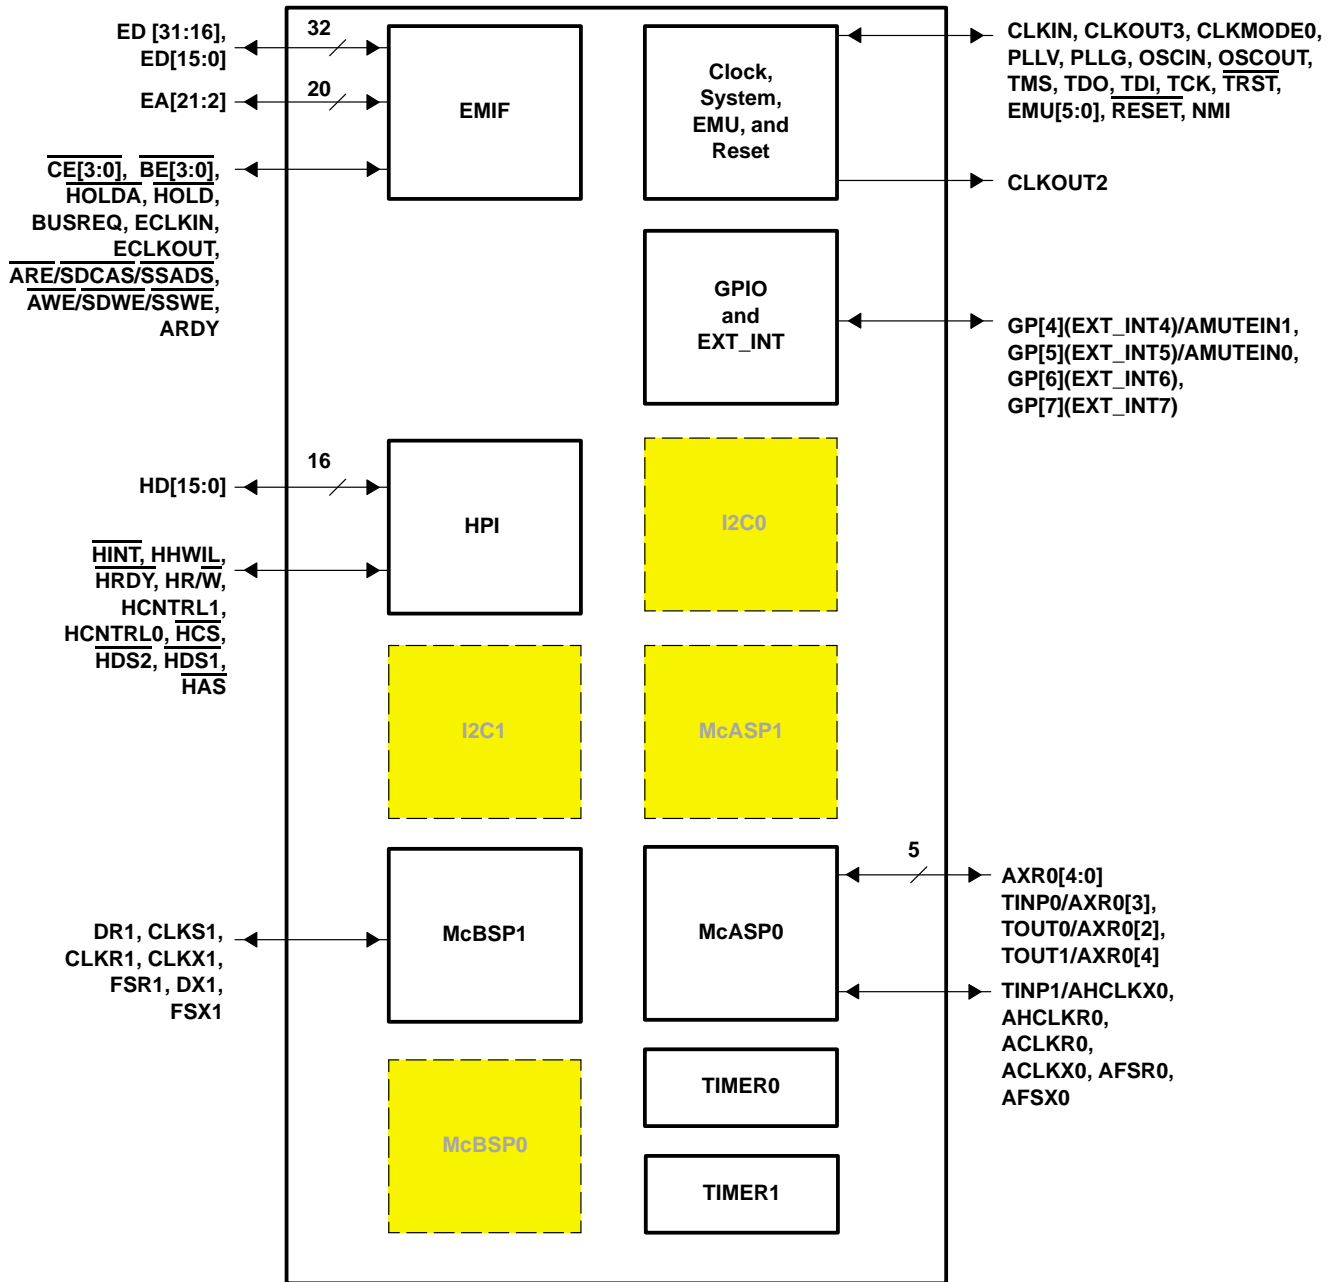 ED [31:16],
ED[15:0]
32
EA[21:2]
20
EMIF
CE[3:0], BE[3:0],
HOLDA, HOLD,
BUSREQ, ECLKIN,
ECLKOUT,
ARE/SDCAS/SSADS,
AWE/SDWE/SSWE,
ARDY
Clock,
System,
EMU, and
Reset
CLKIN, CLKOUT3, CLKMODE0,
PLLV, PLLG, OSCIN, OSCOUT,
TMS, TDO, TDI, TCK, TRST,
EMU[5:0], RESET, NMI
CLKOUT2
GPIO
and
EXT_INT
GP[4](EXT_INT4)/AMUTEIN1,
GP[5](EXT_INT5)/AMUTEIN0,
GP[6](EXT_INT6),
GP[7](EXT_INT7)
HD[15:0]
16
HPI
HINT, HHWIL,
HRDY, HR/W,
HCNTRL1,
HCNTRL0, HCS,
HDS2, HDS1,
HAS
I2C0
I2C1
McASP1
DR1, CLKS1,
CLKR1, CLKX1,
FSR1, DX1,
FSX1
McBSP1
McASP0
5
AXR0[4:0]
TINP0/AXR0[3],
TOUT0/AXR0[2],
TOUT1/AXR0[4]
TINP1/AHCLKX0,
AHCLKR0,
ACLKR0,
ACLKX0, AFSR0,
AFSX0
McBSP0
TIMER0
TIMER1